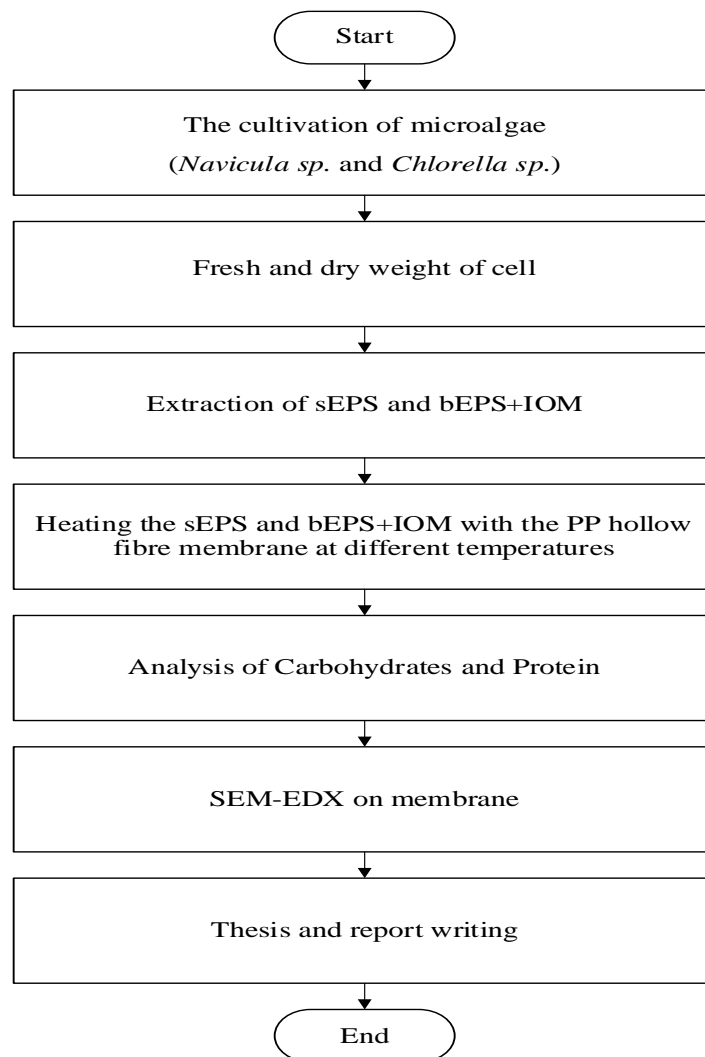 Start
The cultivation of microalgae
(Navicula sp. and Chlorella sp.)
Fresh and dry weight of cell
Extraction of sEPS and bEPS+IOM
Heating the sEPS and bEPS+IOM with the PP hollow
fibre membrane at different temperatures
Analysis of Carbohydrates and Protein
SEM-EDX on membrane
Thesis and report writing
End